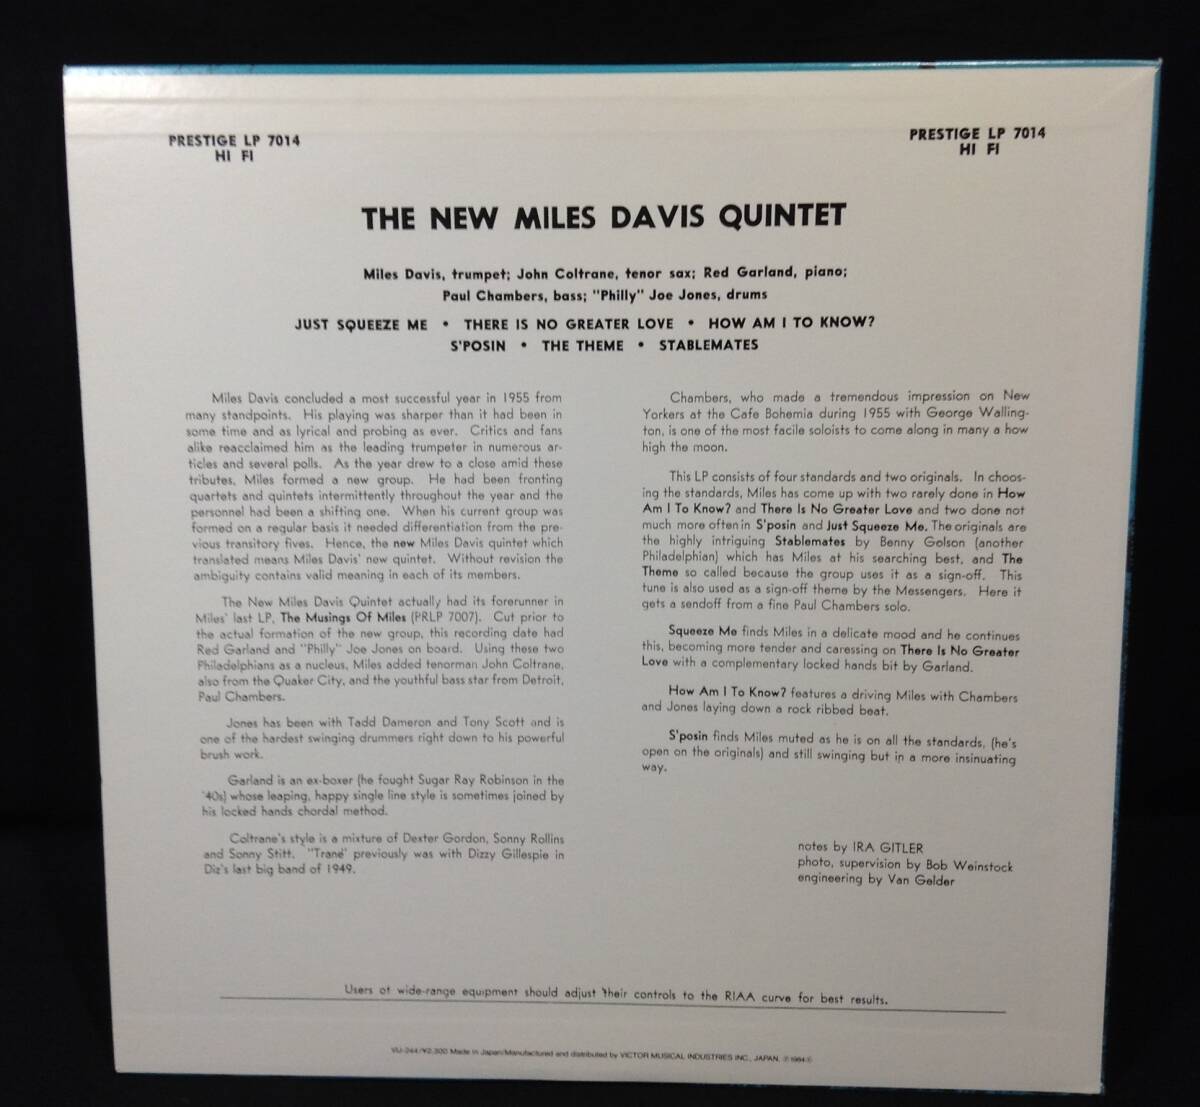 PRESTIGE LP 7014
HI FI
PRESTIGE LP 7014
HI FI
THE NEW MILES DAVIS QUINTET
Miles Davis, trumpet; John Coltrane, tenor sax; Red Garland, piano;
Paul Chambers, bass; "Philly" Joe Jones, drums
JUST SQUEEZE ME • THERE IS NO GREATER LOVE • HOW AM I TO KNOW?
S'POSIN • THE THEME • STABLEMATES
Miles Davis concluded a most successful year in 1955 from
many standpoints. His playing was sharper than it had been in
some time and as lyrical and probing as ever. Critics and fans
alike reacclaimed him as the leading trumpeter in numerous ar-
ticles and several polls. As the year drew to a close amid these
tributes, Miles formed a new group. He had been fronting
quartets and quintets intermittently throughout the year and the
personnel had been a shifting one. When his current group was
formed on a regular basis it needed differentiation from the pre-
vious transitory fives. Hence, the new Miles Davis quintet which
translated means Miles Davis' new quintet. Without revision the
ambiguity contains valid meaning in each of its members.
The New Miles Davis Quintet actually had its forerunner in
Miles' last LP, The Musings Of Miles (PRLP 7007). Cut prior to
the actual formation of the new group, this recording date had
Red Garland and "Philly" Joe Jones on board. Using these two
Philadelphians as a nucleus, Miles added tenorman John Coltrane,
also from the Quaker City, and the youthful bass star from Detroit,
Paul Chambers.
Jones has been with Tadd Dameron and Tony Scott and is
one of the hardest swinging drummers right down to his powerful
brush work.
Garland is an ex-boxer (he fought Sugar Ray Robinson in the
'40s) whose leaping, happy single line style is sometimes joined by
his locked hands chordal method.
Coltrane's style is a mixture of Dexter Gordon, Sonny Rollins
and Sonny Stitt. "Trane' previously was with Dizzy Gillespie in
Diz's last big band of 1949.
Chambers, who made a tremendous impression on New
Yorkers at the Cafe Bohemia during 1955 with George Walling-
ton, is one of the most facile soloists to come along in many a how
high the moon.
This LP consists of four standards and two originals. In choos-
ing the standards, Miles has come up with two rarely done in How
Am I To Know? and There Is No Greater Love and two done not
much more often in S'posin and Just Squeeze Me. The originals are
the highly intriguing Stablemates by Benny Golson (another
Philadelphian) which has Miles at his searching best, and The
Theme so called because the group uses it as a sign-off. This
tune is also used as a sign-off theme by the Messengers. Here it
gets a sendoff from a fine Paul Chambers solo.
Squeeze Me finds Miles in a delicate mood and he continues
this, becoming more tender and caressing on There Is No Greater
Love with a complementary locked hands bit by Garland.
How Am I To Know? features a driving Miles with Chambers
and Jones laying down a rock ribbed beat.
S'posin finds Miles muted as he is on all the standards, (he's
open on the originals) and still swinging but in a more insinuating
way.
notes by IRA GITLER
photo, supervision by Bob Weinstock
engineering by Van Gelder
Users of wide-range equipment should adjust their controls to the RIAA curve for best results.
VIJ-244/¥2,300 Made in Japan/Manufactured and distributed by VICTOR MUSICAL INDUSTRIES INC., JAPAN. ℗1984©